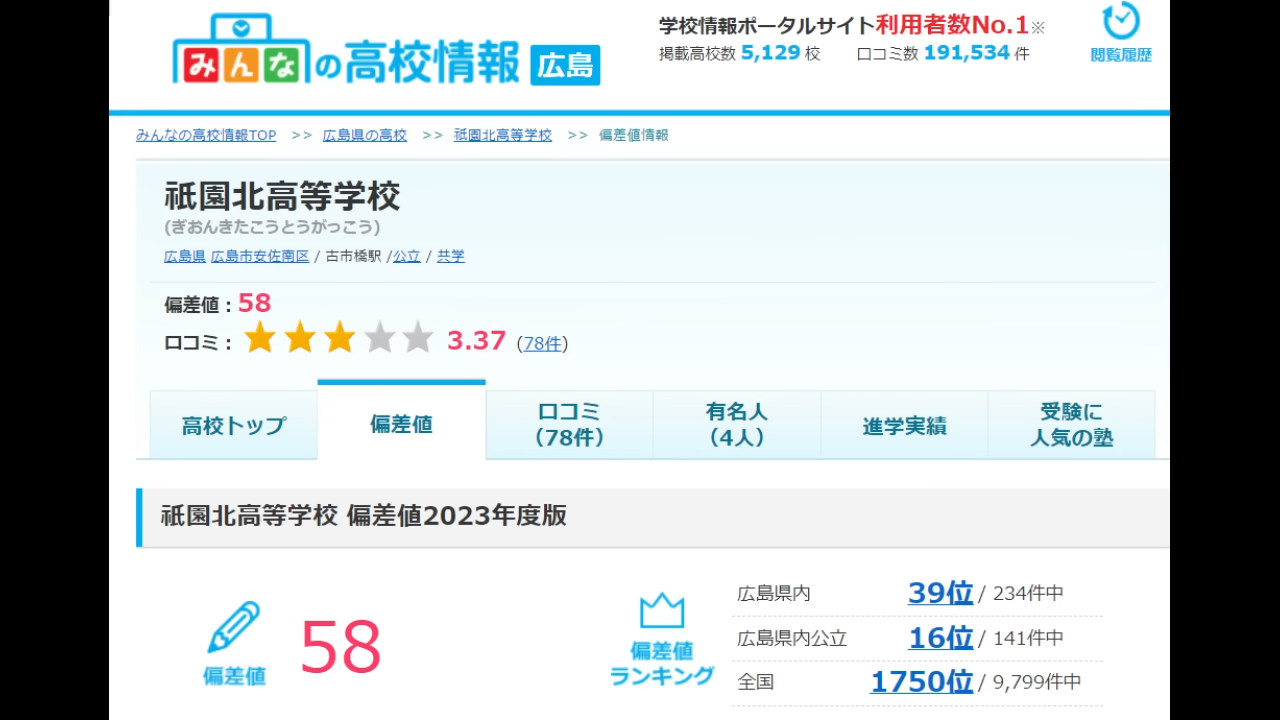 みんなの高校情報 広島
学校情報ポータルサイト利用者数No.1※
掲載高校数 5,129 校 口コミ数 191,534 件
閲覧履歴
みんなの高校情報TOP >> 広島県の高校 >> 祇園北高等学校 >> 偏差値情報
祇園北高等学校
(ぎおんきたこうとうがっこう)
広島県 広島市安佐南区 / 古市橋駅 /公立 / 共学
偏差値：58
口コミ： 3.37 (78件)
高校トップ
偏差値
口コミ
(78件)
有名人
(4人)
進学実績
受験に
人気の塾
祇園北高等学校 偏差値2023年度版
偏差値
58
偏差値
ランキング
広島県内 39位 / 234件中
広島県内公立 16位 / 141件中
全国 1750位 / 9,799件中